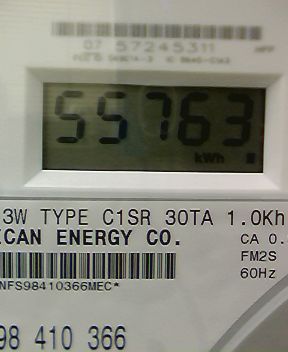 07 57245311
55763
kWh
3W TYPE C1SR 30TA 1.0Kh
ICAN ENERGY CO.
CA 0.
FM2S
60Hz
NFS98410366MEC*
98 410 366